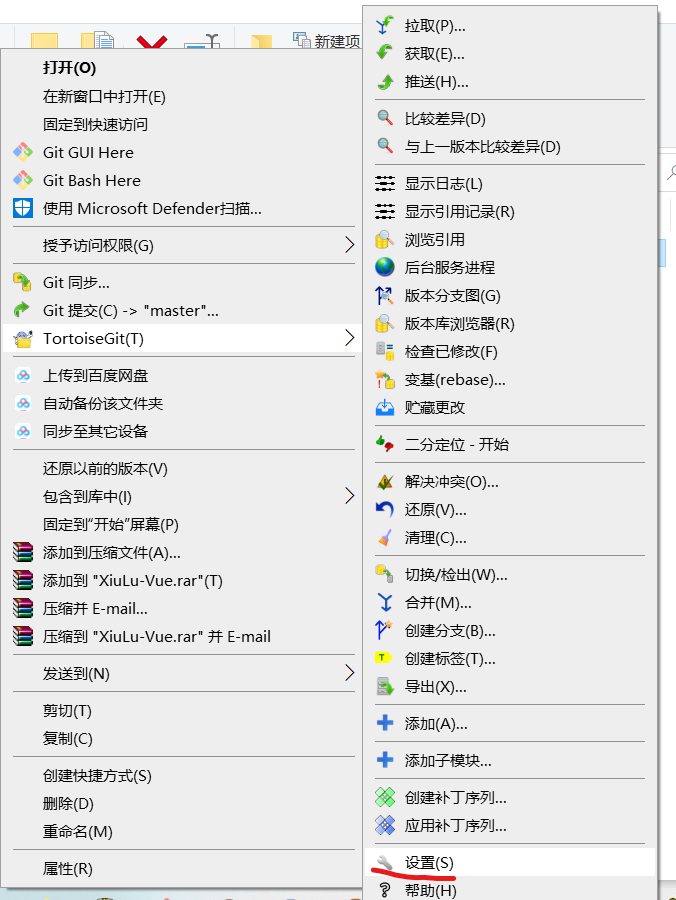 新建项
打开(O)
在新窗口中打开(E)
固定到快速访问
Git GUI Here
Git Bash Here
使用 Microsoft Defender扫描...
授予访问权限(G)
Git 同步...
Git 提交(C) -> "master"...
TortoiseGit(T)
上传到百度网盘
自动备份该文件夹
同步至其它设备
还原以前的版本(V)
包含到库中(I)
固定到"开始"屏幕(P)
添加到压缩文件(A)...
添加到 "XiuLu-Vue.rar"(T)
压缩并 E-mail...
压缩到 "XiuLu-Vue.rar" 并 E-mail
发送到(N)
剪切(T)
复制(C)
创建快捷方式(S)
删除(D)
重命名(M)
属性(R)
拉取(P)...
获取(E)...
推送(H)...
比较差异(D)
与上一版本比较差异(D)
显示日志(L)
显示引用记录(R)
浏览引用
后台服务进程
版本分支图(G)
版本库浏览器(R)
检查已修改(F)
变基(rebase)...
贮藏更改
二分定位 - 开始
解决冲突(O)...
还原(V)...
清理(C)...
切换/检出(W)...
合并(M)...
创建分支(B)...
创建标签(T)...
导出(X)...
添加(A)...
添加子模块...
创建补丁序列...
应用补丁序列...
设置(S)
帮助(H)